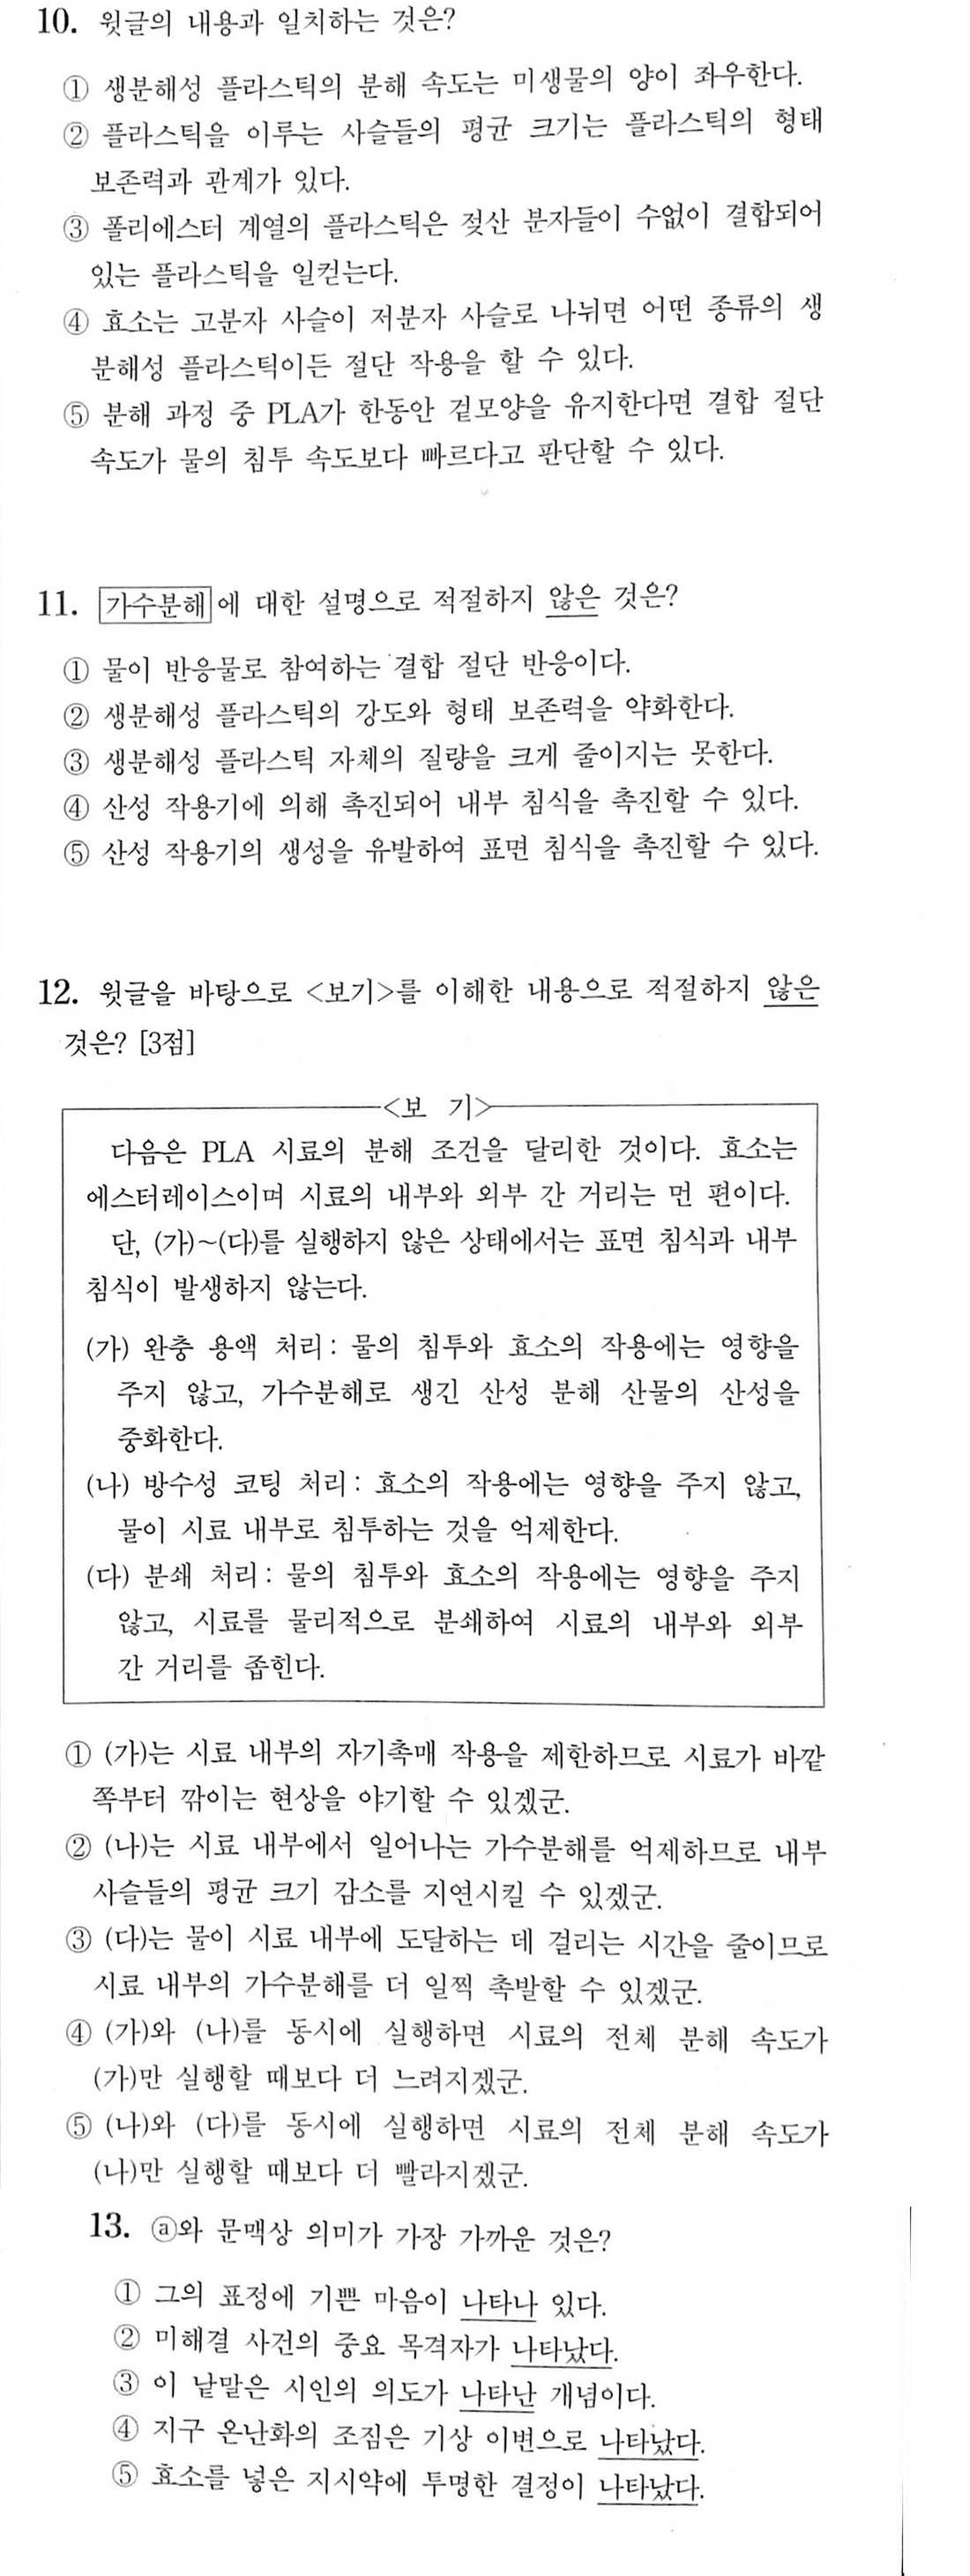 10. 윗글의 내용과 일치하는 것은?
① 생분해성 플라스틱의 분해 속도는 미생물의 양이 좌우한다.
② 플라스틱을 이루는 사슬들의 평균 크기는 플라스틱의 형태
보존력과 관계가 있다.
③ 폴리에스터 계열의 플라스틱은 젖산 분자들이 수없이 결합되어
있는 플라스틱을 일컫는다.
④ 효소는 고분자 사슬이 저분자 사슬로 나뉘면 어떤 종류의 생
분해성 플라스틱이든 절단 작용을 할 수 있다.
⑤ 분해 과정 중 PLA가 한동안 겉모양을 유지한다면 결합 절단
속도가 물의 침투 속도보다 빠르다고 판단할 수 있다.
11. 가수분해에 대한 설명으로 적절하지 않은 것은?
① 물이 반응물로 참여하는 결합 절단 반응이다.
② 생분해성 플라스틱의 강도와 형태 보존력을 약화한다.
③ 생분해성 플라스틱 자체의 질량을 크게 줄이지는 못한다.
④ 산성 작용기에 의해 촉진되어 내부 침식을 촉진할 수 있다.
⑤ 산성 작용기의 생성을 유발하여 표면 침식을 촉진할 수 있다.
12. 윗글을 바탕으로 <보기>를 이해한 내용으로 적절하지 않은
것은? [3점]
<보 기>
다음은 PLA 시료의 분해 조건을 달리한 것이다. 효소는
에스터레이스이며 시료의 내부와 외부 간 거리는 먼 편이다.
단, (가)~(다)를 실행하지 않은 상태에서는 표면 침식과 내부
침식이 발생하지 않는다.
(가) 완충 용액 처리: 물의 침투와 효소의 작용에는 영향을
주지 않고, 가수분해로 생긴 산성 분해 산물의 산성을
중화한다.
(나) 방수성 코팅 처리: 효소의 작용에는 영향을 주지 않고,
물이 시료 내부로 침투하는 것을 억제한다.
(다) 분쇄 처리: 물의 침투와 효소의 작용에는 영향을 주지
않고, 시료를 물리적으로 분쇄하여 시료의 내부와 외부
간 거리를 좁힌다.
① (가)는 시료 내부의 자기촉매 작용을 제한하므로 시료가 바깥
쪽부터 깎이는 현상을 야기할 수 있겠군.
② (나)는 시료 내부에서 일어나는 가수분해를 억제하므로 내부
사슬들의 평균 크기 감소를 지연시킬 수 있겠군.
③ (다)는 물이 시료 내부에 도달하는 데 걸리는 시간을 줄이므로
시료 내부의 가수분해를 더 일찍 촉발할 수 있겠군.
④ (가)와 (나)를 동시에 실행하면 시료의 전체 분해 속도가
(가)만 실행할 때보다 더 느려지겠군.
⑤ (나)와 (다)를 동시에 실행하면 시료의 전체 분해 속도가
(나)만 실행할 때보다 더 빨라지겠군.
13. ⓐ와 문맥상 의미가 가장 가까운 것은?
① 그의 표정에 기쁜 마음이 나타나 있다.
② 미해결 사건의 중요 목격자가 나타났다.
③ 이 낱말은 시인의 의도가 나타난 개념이다.
④ 지구 온난화의 조짐은 기상 이변으로 나타났다.
⑤ 효소를 넣은 지시약에 투명한 결정이 나타났다.